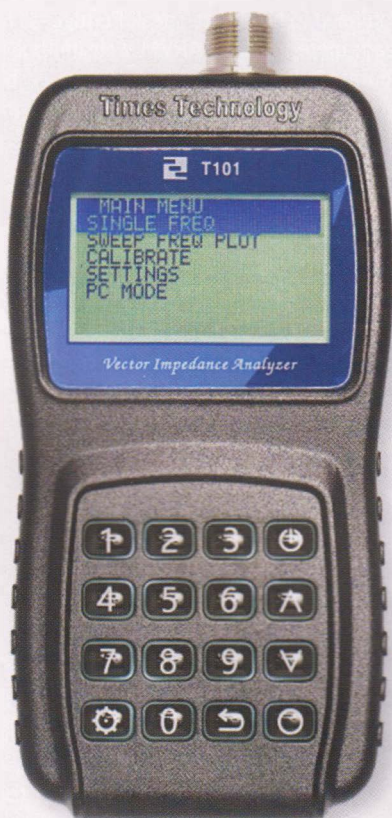 Times Technology
T101
MAIN MENU
SINGLE FREQ
SWEEP FREQ PLOT
CALIBRATE
SETTINGS
PC MODE
Vector Impedance Analyzer
1 2 3
4 5 6
7 8 9
0